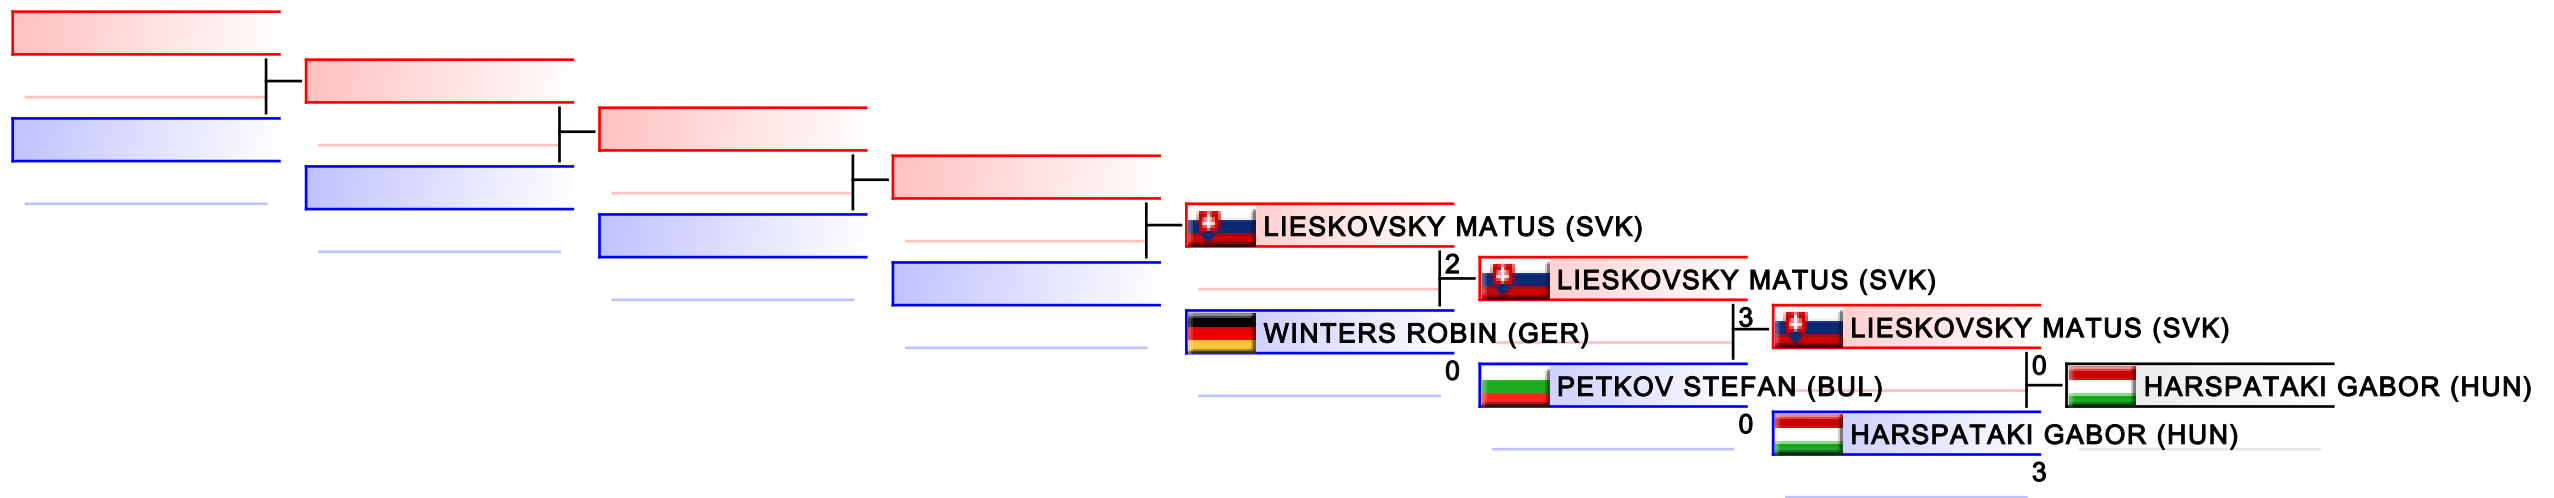 LIESKOVSKY MATUS (SVK)
2
LIESKOVSKY MATUS (SVK)
WINTERS ROBIN (GER)
0
3
LIESKOVSKY MATUS (SVK)
PETKOV STEFAN (BUL)
0
0
HARSPATAKI GABOR (HUN)
HARSPATAKI GABOR (HUN)
3